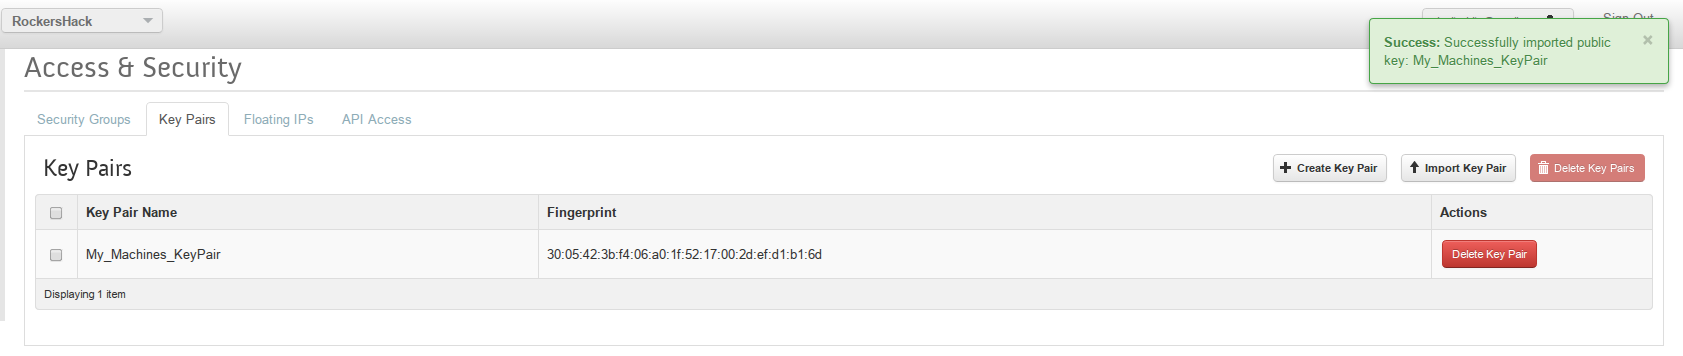 RockersHack
Sign Out
Success: Successfully imported public
key: My_Machines_KeyPair
×
Access & Security
Security Groups
Key Pairs
Floating IPs
API Access
Key Pairs
Create Key Pair
Import Key Pair
Delete Key Pairs
Key Pair Name
Fingerprint
Actions
My_Machines_KeyPair
30:05:42:3b:f4:06:a0:1f:52:17:00:2d:ef:d1:b1:6d
Delete Key Pair
Displaying 1 item